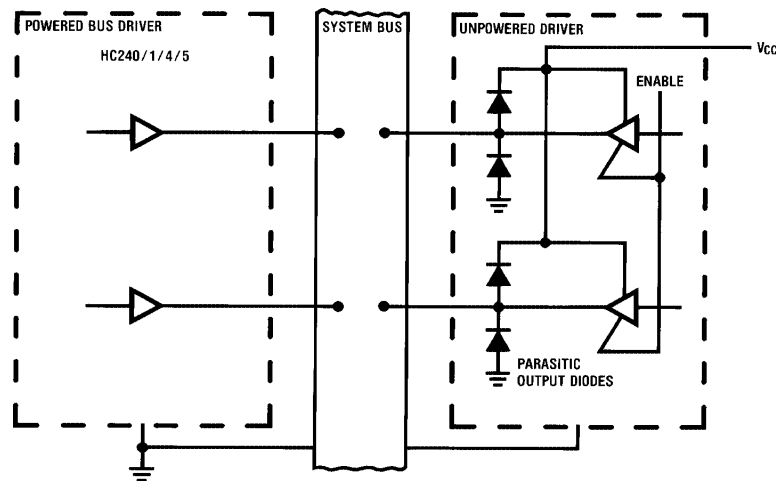 POWERED BUS DRIVER
HC240/1/4/5
SYSTEM BUS
UNPOWERED DRIVER
VCC
ENABLE
PARASITIC
OUTPUT DIODES